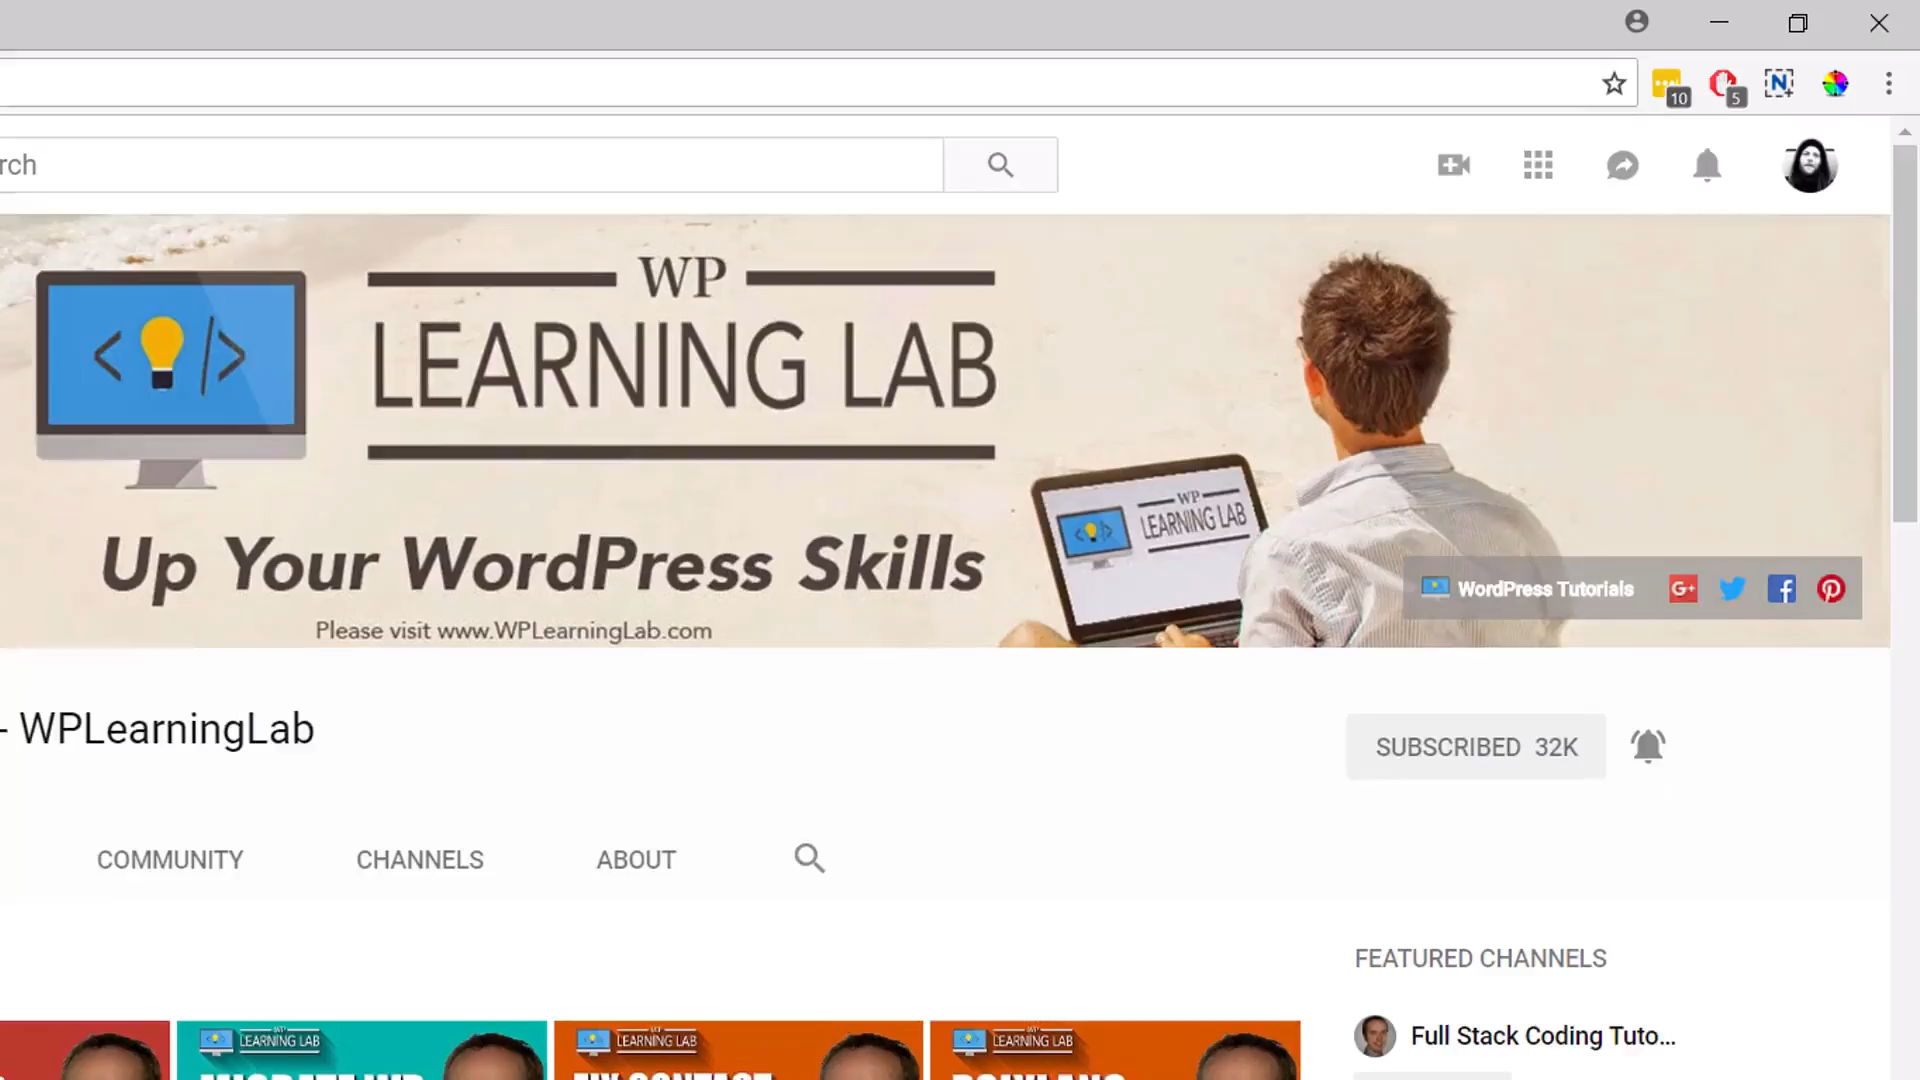 10
5
rch
WP
LEARNING LAB
Up Your WordPress Skills
Please visit www.WPLearningLab.com
WP
LEARNING LAB
WordPress Tutorials
- WPLearningLab
SUBSCRIBED 32K
COMMUNITY
CHANNELS
ABOUT
FEATURED CHANNELS
Full Stack Coding Tuto...
LEARNING LAB
LEARNING LAB
LEARNING LAB